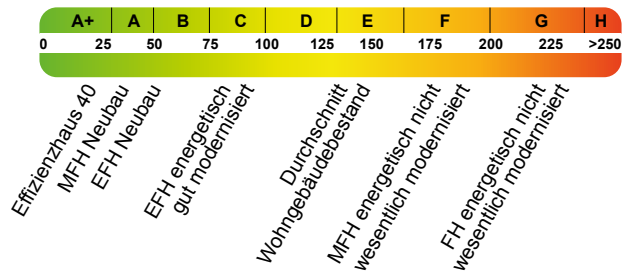 A+ A B C D E F G H
0 25 50 75 100 125 150 175 200 225 >250
Effizienzhaus 40
MFH Neubau
EFH Neubau
EFH energetisch
gut modernisiert
Durchschnitt
Wohngebäudebestand
MFH energetisch nicht
wesentlich modernisiert
FH energetisch nicht
wesentlich modernisiert